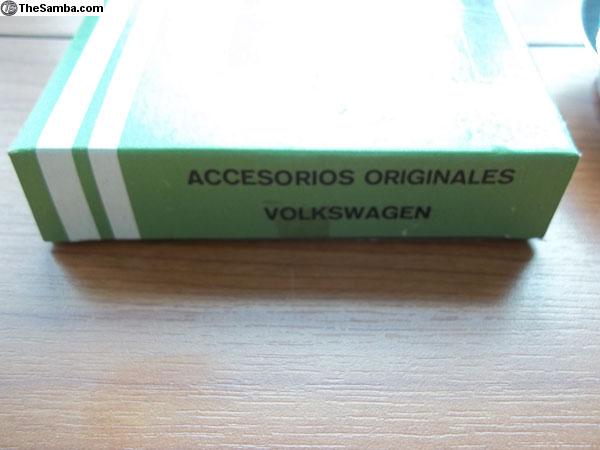 TheSamba.com
ACCESORIOS ORIGINALES
VOLKSWAGEN